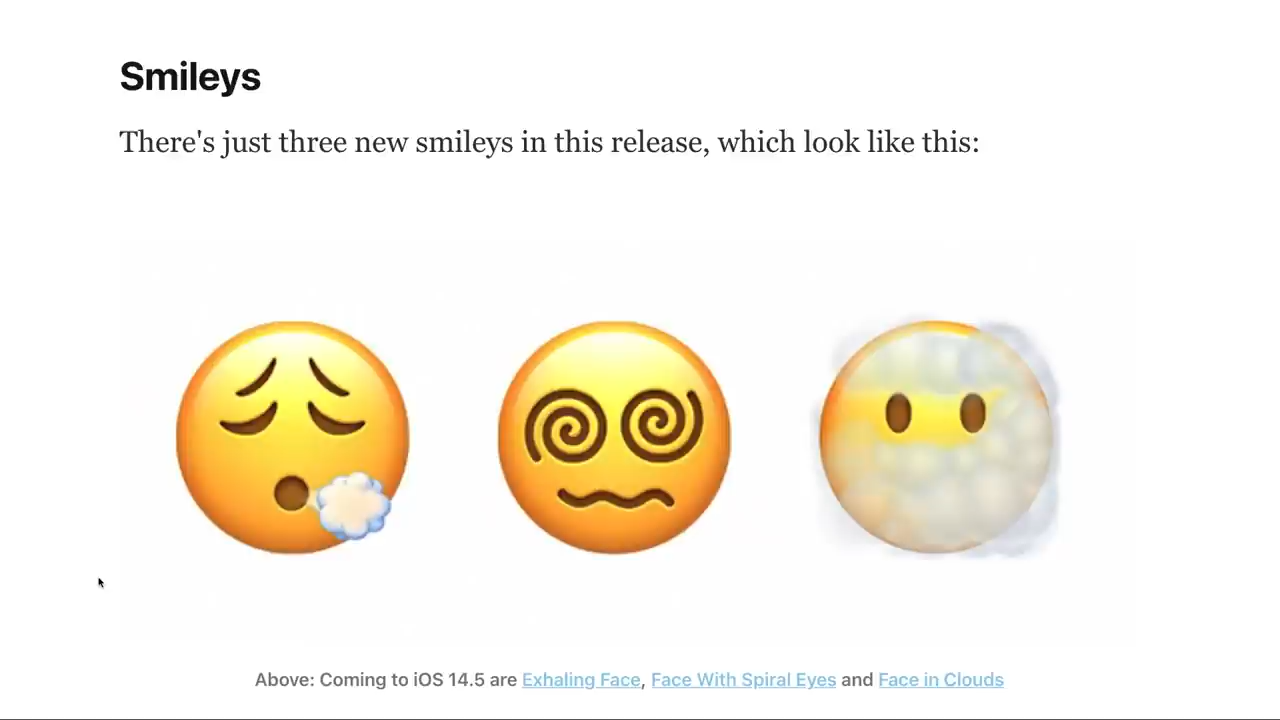 Smileys
There's just three new smileys in this release, which look like this:
Above: Coming to iOS 14.5 are Exhaling Face, Face With Spiral Eyes and Face in Clouds